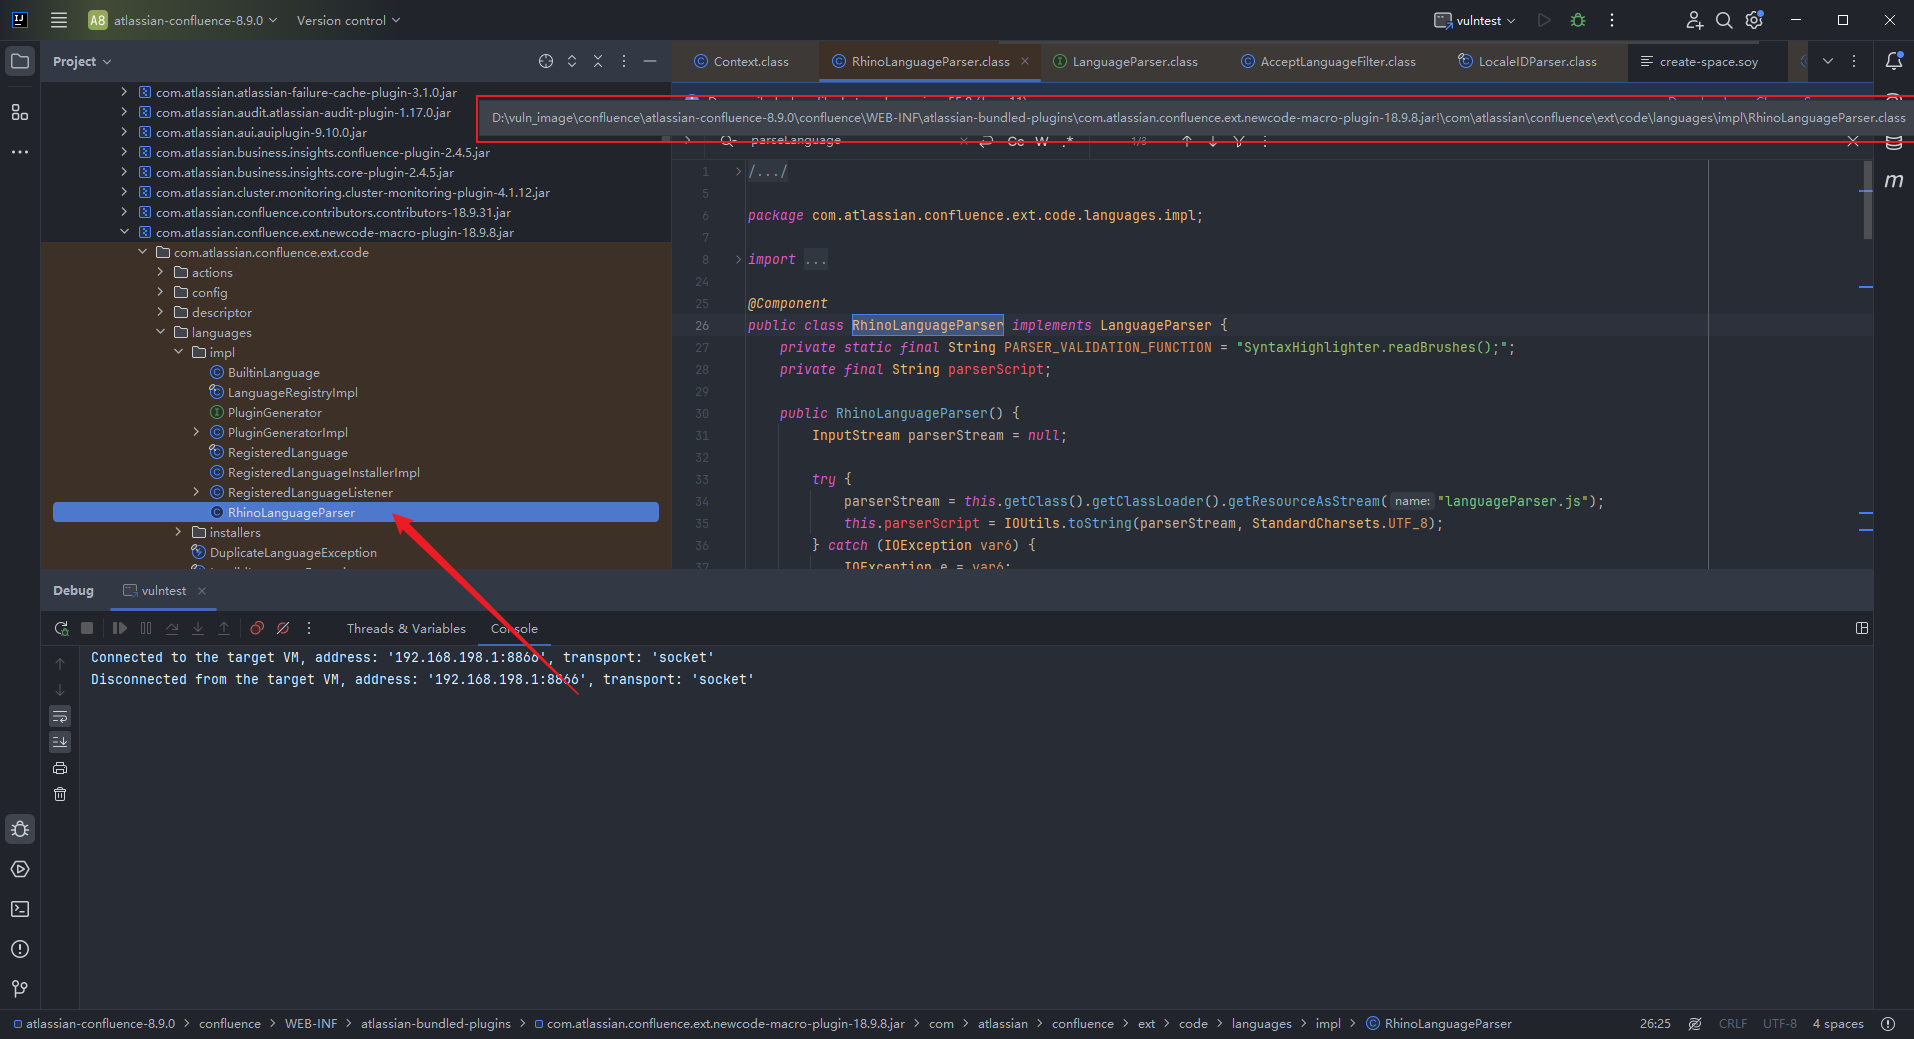 A8 atlassian-confluence-8.9.0 Version control vulntest
Project
Context.class RhinoLanguageParser.class LanguageParser.class AcceptLanguageFilter.class LocaleIDParser.class create-space.soy
com.atlassian.atlassian-failure-cache-plugin-3.1.0.jar
com.atlassian.audit.atlassian-audit-plugin-1.17.0.jar
com.atlassian.aui.auiplugin-9.10.0.jar
com.atlassian.business.insights.confluence-plugin-2.4.5.jar
com.atlassian.business.insights.core-plugin-2.4.5.jar
com.atlassian.cluster.monitoring.cluster-monitoring-plugin-4.1.12.jar
com.atlassian.confluence.contributors.contributors-18.9.31.jar
com.atlassian.confluence.ext.newcode-macro-plugin-18.9.8.jar
com.atlassian.confluence.ext.code
actions
config
descriptor
languages
impl
BuiltinLanguage
LanguageRegistryImpl
PluginGenerator
PluginGeneratorImpl
RegisteredLanguage
RegisteredLanguageInstallerImpl
RegisteredLanguageListener
RhinoLanguageParser
installers
DuplicateLanguageException
D:\vuln_image\confluence\atlassian-confluence-8.9.0\confluence\WEB-INF\atlassian-bundled-plugins\com.atlassian.confluence.ext.newcode-macro-plugin-18.9.8.jar!\com\atlassian\confluence\ext\code\languages\impl\RhinoLanguageParser.class
parseLanguage Cc W .* 1/3
1 /.../
5
6 package com.atlassian.confluence.ext.code.languages.impl;
7
8 import ...
24
25 @Component
26 public class RhinoLanguageParser implements LanguageParser {
27 private static final String PARSER_VALIDATION_FUNCTION = "SyntaxHighlighter.readBrushes();";
28 private final String parserScript;
29
30 public RhinoLanguageParser() {
31 InputStream parserStream = null;
32
33 try {
34 parserStream = this.getClass().getClassLoader().getResourceAsStream( name: "languageParser.js");
35 this.parserScript = IOUtils.toString(parserStream, StandardCharsets.UTF_8);
36 } catch (IOException var6) {
37 IOException e = var6;
m
Debug vulntest
Threads & Variables Console
Connected to the target VM, address: '192.168.198.1:8866', transport: 'socket'
Disconnected from the target VM, address: '192.168.198.1:8866', transport: 'socket'
atlassian-confluence-8.9.0 confluence WEB-INF atlassian-bundled-plugins com.atlassian.confluence.ext.newcode-macro-plugin-18.9.8.jar com atlassian confluence ext code languages impl RhinoLanguageParser 26:25 CRLF UTF-8 4 spaces